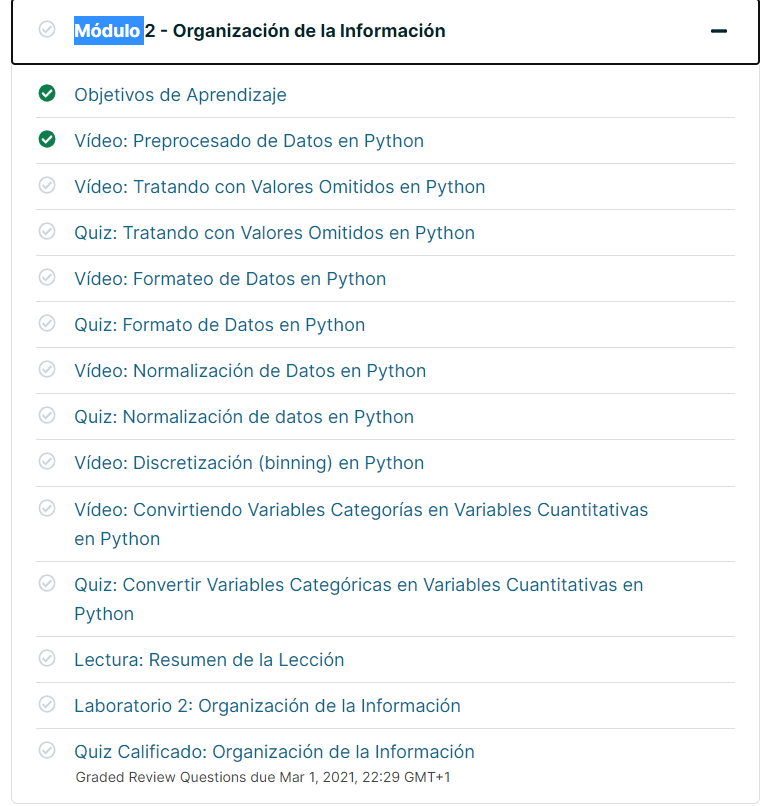 Módulo 2 - Organización de la Información
Objetivos de Aprendizaje
Vídeo: Preprocesado de Datos en Python
Vídeo: Tratando con Valores Omitidos en Python
Quiz: Tratando con Valores Omitidos en Python
Vídeo: Formateo de Datos en Python
Quiz: Formato de Datos en Python
Vídeo: Normalización de Datos en Python
Quiz: Normalización de datos en Python
Vídeo: Discretización (binning) en Python
Vídeo: Convirtiendo Variables Categorías en Variables Cuantitativas
en Python
Quiz: Convertir Variables Categóricas en Variables Cuantitativas en
Python
Lectura: Resumen de la Lección
Laboratorio 2: Organización de la Información
Quiz Calificado: Organización de la Información
Graded Review Questions due Mar 1, 2021, 22:29 GMT+1